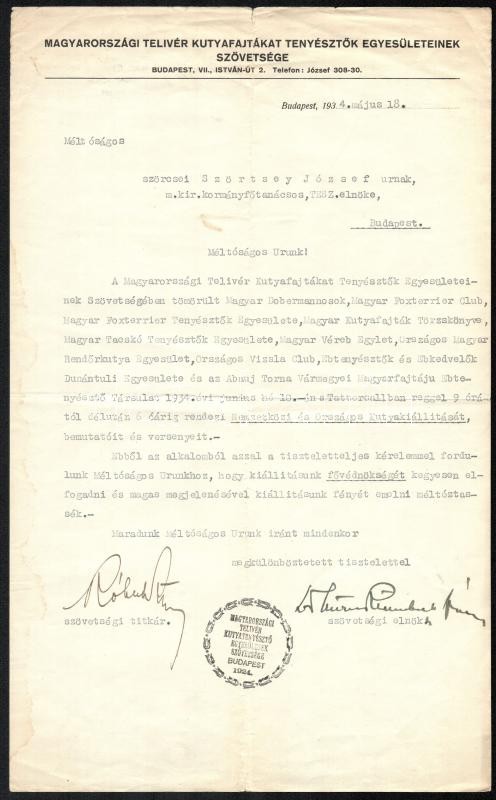 MAGYARORSZÁGI TELIVÉR KUTYAFAJTÁKAT TENYÉSZTŐK EGYESÜLETEINEK
SZÖVETSÉGE
BUDAPEST, VII., ISTVÁN-ÚT 2. Telefon: József 308-30.
Budapest, 1934.május 18.
Méltóságos
szörcsei Szörtsey József urnak,
m.kir.kormányfőtanácsos,TESZ.elnöke,
Budapest.
Méltóságos Urunk!
A Magyarországi Telivér Kutyafajtákat Tenyésztők Egyesületei-
nek Szövetségében tömörült Magyar Dobermannosok,Magyar Foxterrier Club,
Magyar Foxterrier Tenyésztők Egyesülete,Magyar Kutyafajták Törzskönyve,
Magyar Tacskó Tenyésztők Egyesülete,Magyar Véreb Egylet,Országos Magyar
Rendőrkutya Egyesület,Országos Vizsla Club,Ebtenyésztők és Ebkedvelők
Dunántuli Egyesülete és az Abauj Torna Vármegyei Magyarfajtáju Ebte-
nyésztő Társulat 1934.évi junius hó 10.-én a Tattersallban reggel 9 órá-
tól délután 6 óráig rendezi Nemzetközi és Országos Kutyakiállitását,
bemutatóit és versenyeit.-
Ebből az alkalomból azzal a tiszteletteljes kérelemmel fordu-
lunk Méltóságos Urunkhoz, hogy kiállitásunk fővédnökségét kegyesen el-
fogadni és magas megjelenésével kiállitásunk fényét emelni méltóztas-
sék.-
Maradunk Méltóságos Urunk iránt mindenkor
megkülönböztetett tisztelettel
szövetségi titkár.
szövetségi elnök
MAGYARORSZÁGI
TELIVÉR
KUTYATENYÉSZTŐ
EGYESÜLETEK
SZÖVETSÉGE
BUDAPEST
1924.